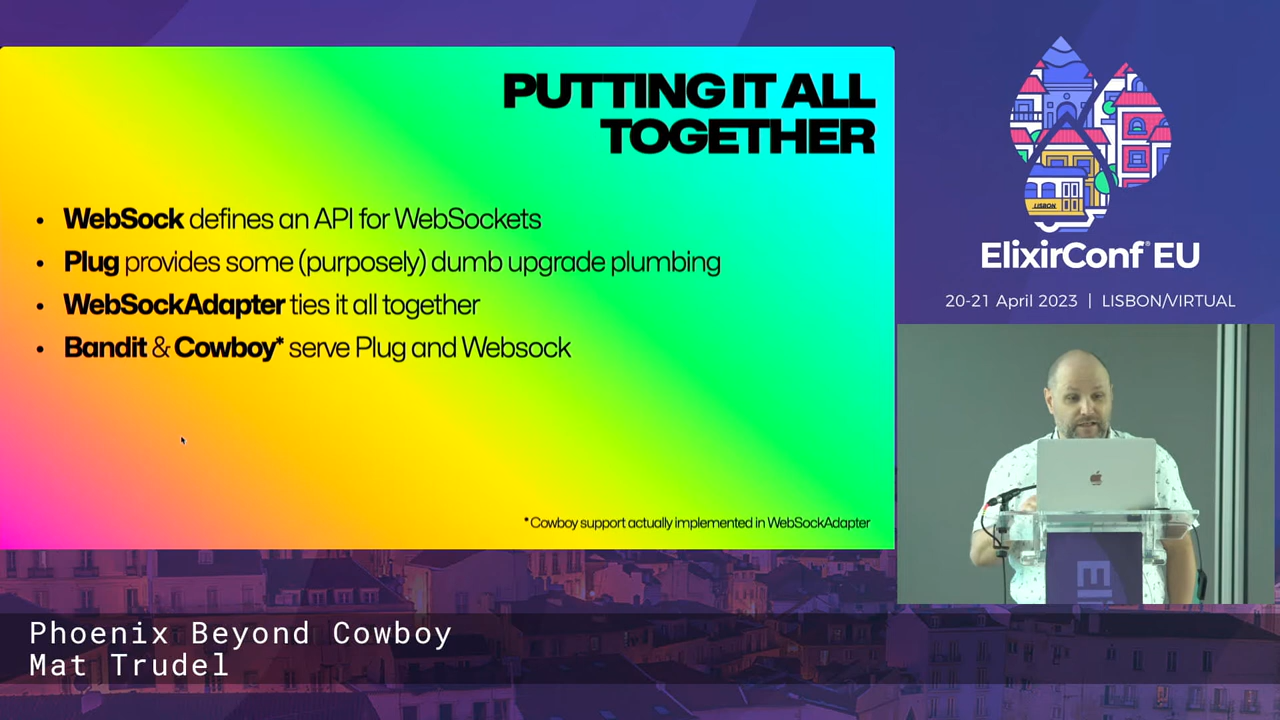 PUTTING IT ALL
TOGETHER
• WebSock defines an API for WebSockets
• Plug provides some (purposely) dumb upgrade plumbing
• WebSockAdapter ties it all together
• Bandit & Cowboy* serve Plug and Websock
*Cowboy support actually implemented in WebSockAdapter
LISBON
ElixirConf® EU
20-21 April 2023 | LISBON/VIRTUAL
Phoenix Beyond Cowboy
Mat Trudel